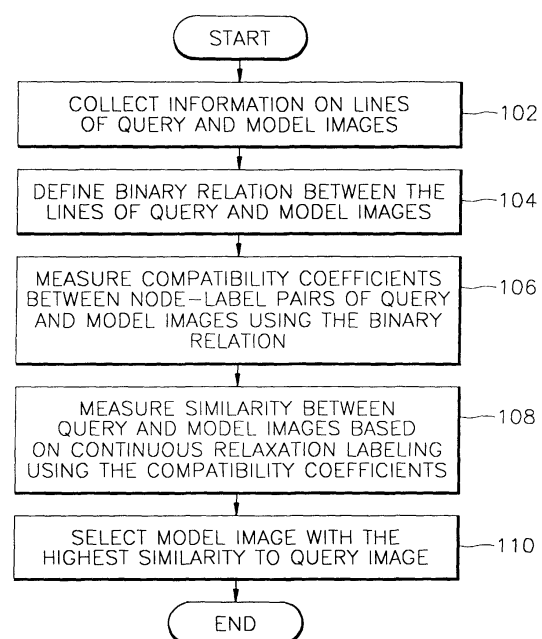 START
COLLECT INFORMATION ON LINES
OF QUERY AND MODEL IMAGES
102
DEFINE BINARY RELATION BETWEEN THE
LINES OF QUERY AND MODEL IMAGES
104
MEASURE COMPATIBILITY COEFFICIENTS
BETWEEN NODE-LABEL PAIRS OF QUERY
AND MODEL IMAGES USING THE BINARY
RELATION
106
MEASURE SIMILARITY BETWEEN
QUERY AND MODEL IMAGES BASED
ON CONTINUOUS RELAXATION LABELING
USING THE COMPATIBILITY COEFFICIENTS
108
SELECT MODEL IMAGE WITH THE
HIGHEST SIMILARITY TO QUERY IMAGE
110
END